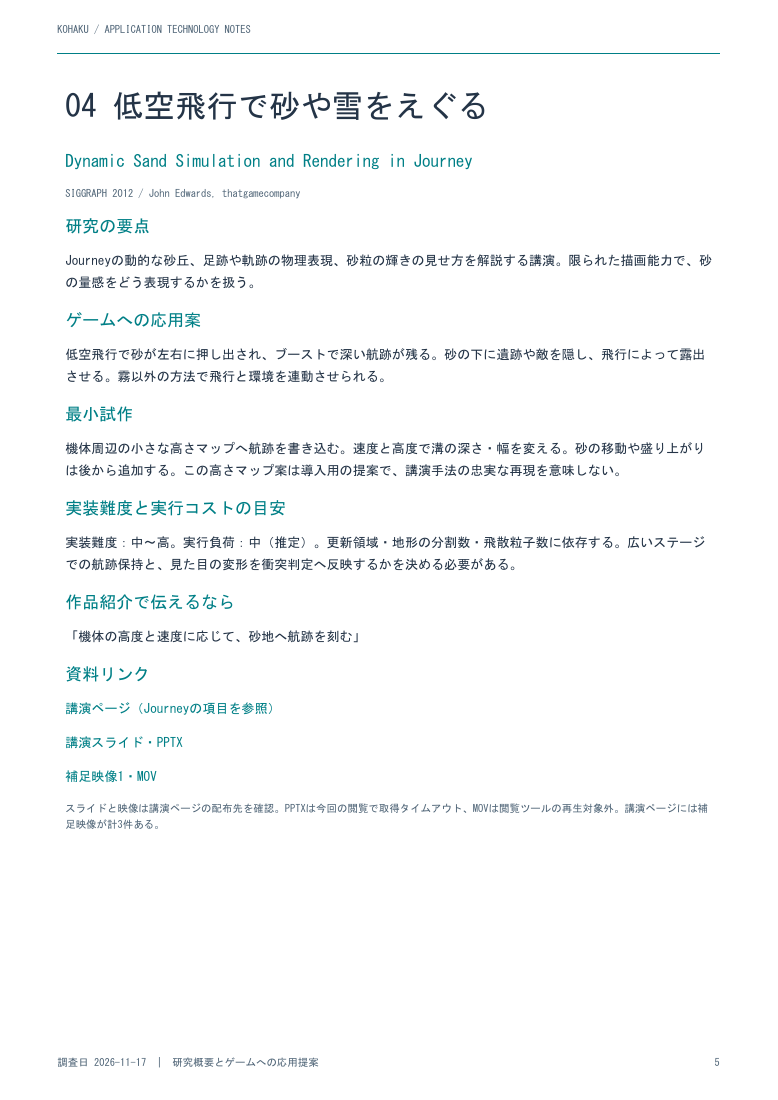 KOHAKU / APPLICATION TECHNOLOGY NOTES
04 低空飛行で砂や雪をえぐる
Dynamic Sand Simulation and Rendering in Journey
SIGGRAPH 2012 / John Edwards, thatgamecompany
研究の要点
Journeyの動的な砂丘、足跡や軌跡の物理表現、砂粒の輝きの見せ方を解説する講演。限られた描画能力で、砂
の量感をどう表現するかを扱う。
ゲームへの応用案
低空飛行で砂が左右に押し出され、ブーストで深い航跡が残る。砂の下に遺跡や敵を隠し、飛行によって露出
させる。霧以外の方法で飛行と環境を連動させられる。
最小試作
機体周辺の小さな高さマップへ航跡を書き込む。速度と高度で溝の深さ・幅を変える。砂の移動や盛り上がり
は後から追加する。この高さマップ案は導入用の提案で、講演手法の忠実な再現を意味しない。
実装難度と実行コストの目安
実装難度：中〜高。実行負荷：中（推定）。更新領域・地形の分割数・飛散粒子数に依存する。広いステージ
での航跡保持と、見た目の変形を衝突判定へ反映するかを決める必要がある。
作品紹介で伝えるなら
「機体の高度と速度に応じて、砂地へ航跡を刻む」
資料リンク
講演ページ（Journeyの項目を参照）
講演スライド・PPTX
補足映像1・MOV
スライドと映像は講演ページの配布先を確認。PPTXは今回の閲覧で取得タイムアウト、MOVは閲覧ツールの再生対象外。講演ページには補
足映像が計3件ある。
調査日 2026-11-17 | 研究概要とゲームへの応用提案
5